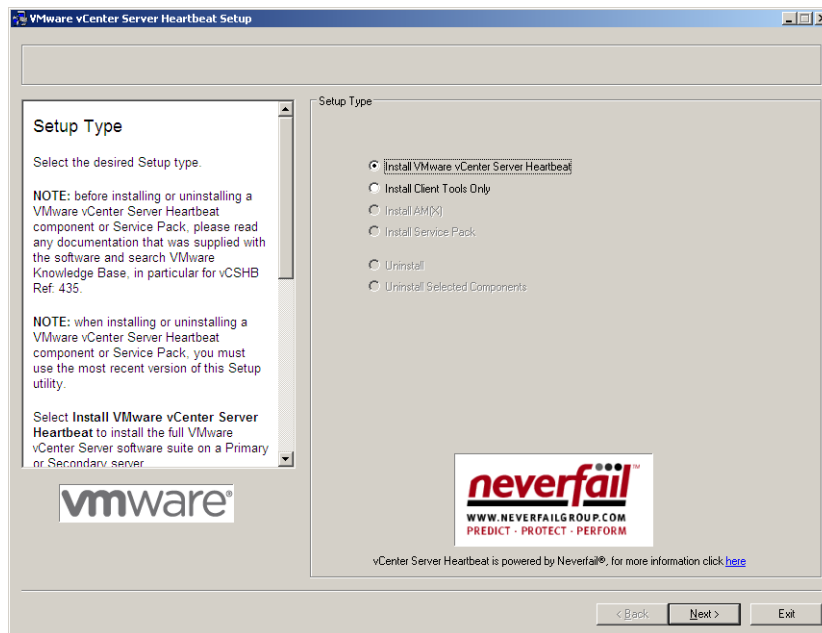 VMware vCenter Server Heartbeat Setup
Setup Type
Select the desired Setup type.
NOTE: before installing or uninstalling a
VMware vCenter Server Heartbeat
component or Service Pack, please read
any documentation that was supplied with
the software and search VMware
Knowledge Base, in particular for vCSHB
Ref: 435.
NOTE: when installing or uninstalling a
VMware vCenter Server Heartbeat
component or Service Pack, you must
use the most recent version of this Setup
utility.
Select Install VMware vCenter Server
Heartbeat to install the full VMware
vCenter Server software suite on a Primary
or Secondary server
vmware®
Setup Type
Install VMware vCenter Server Heartbeat
Install Client Tools Only
Install AM(X)
Install Service Pack
Uninstall
Uninstall Selected Components
neverfail™
WWW.NEVERFAILGROUP.COM
PREDICT · PROTECT · PERFORM
vCenter Server Heartbeat is powered by Neverfail®, for more information click here
< Back
Next >
Exit